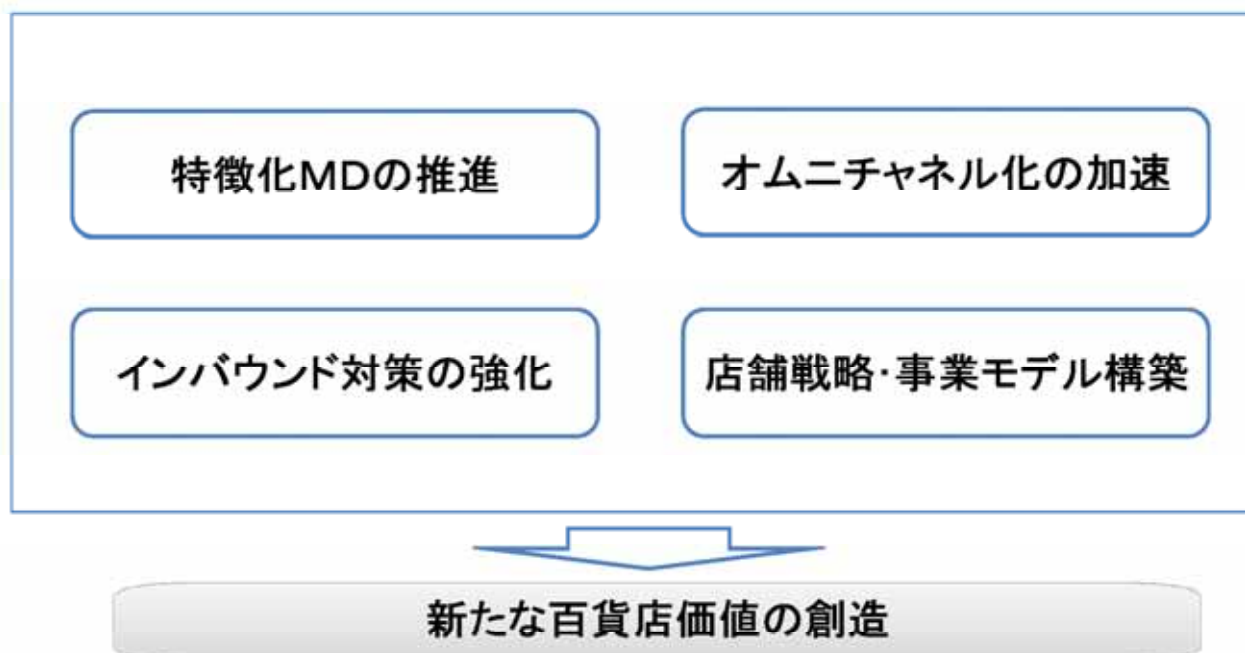 特徴化MDの推進
オムニチャネル化の加速
インバウンド対策の強化
店舗戦略・事業モデル構築
新たな百貨店価値の創造